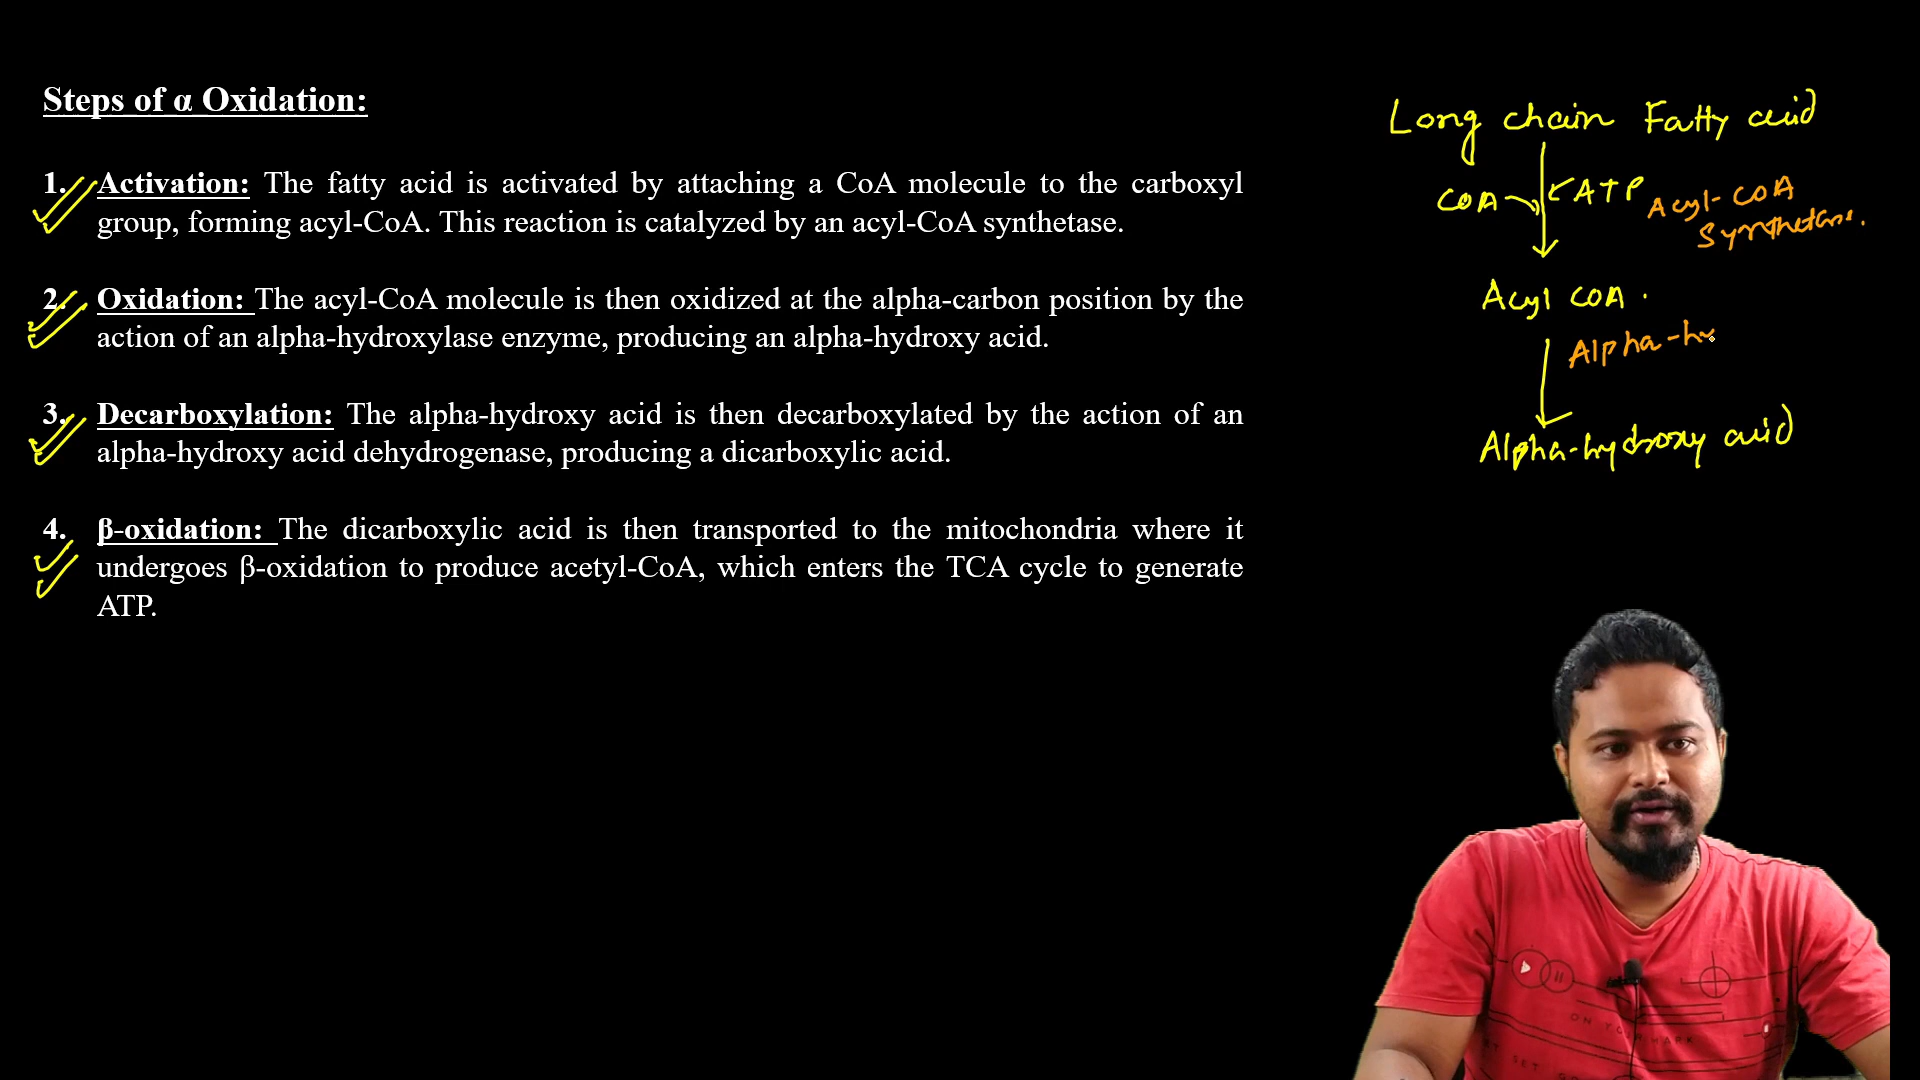 Steps of α Oxidation:
1. Activation: The fatty acid is activated by attaching a CoA molecule to the carboxyl
group, forming acyl-CoA. This reaction is catalyzed by an acyl-CoA synthetase.
2. Oxidation: The acyl-CoA molecule is then oxidized at the alpha-carbon position by the
action of an alpha-hydroxylase enzyme, producing an alpha-hydroxy acid.
3. Decarboxylation: The alpha-hydroxy acid is then decarboxylated by the action of an
alpha-hydroxy acid dehydrogenase, producing a dicarboxylic acid.
4. β-oxidation: The dicarboxylic acid is then transported to the mitochondria where it
undergoes β-oxidation to produce acetyl-CoA, which enters the TCA cycle to generate
ATP.
Long chain Fatty acid
COA ATP Acyl-COA
Synthetase.
Acyl COA.
Alpha-hy
Alpha-hydroxy acid
ON YOUR MARK
GET SET